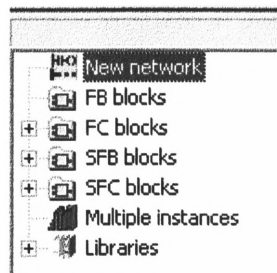 New network
FB blocks
FC blocks
SFB blocks
SFC blocks
Multiple instances
Libraries